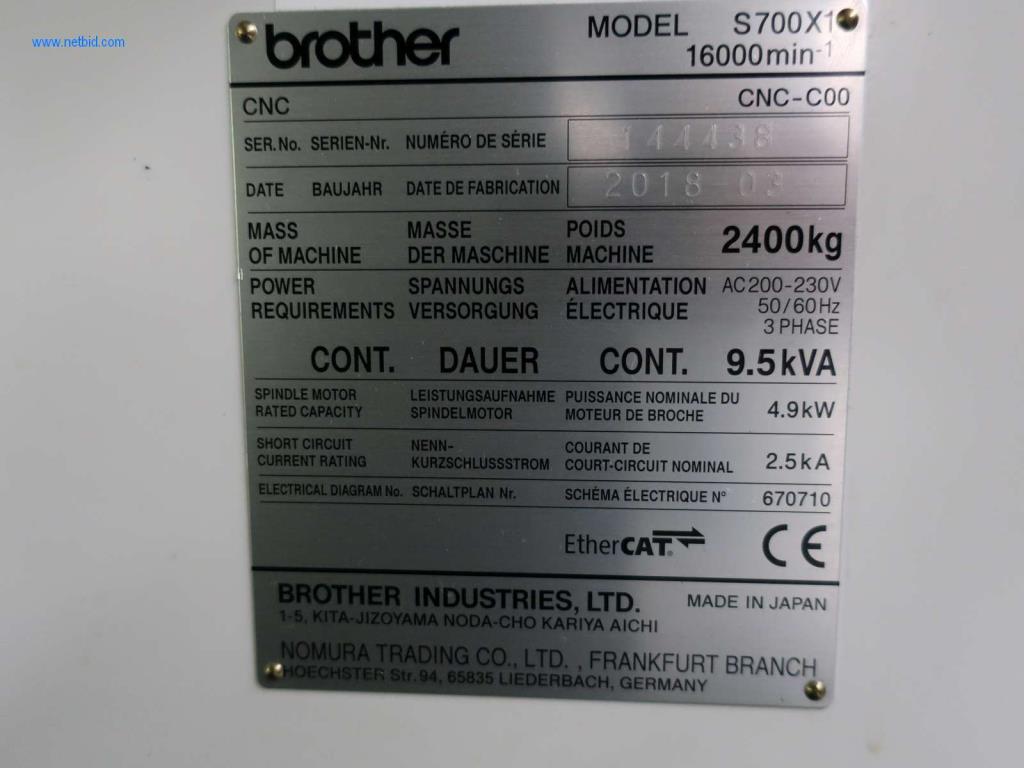 www.netbid.com
brother MODEL S700X1
16000min-1
CNC CNC-C00
SER.No. SERIEN-Nr. NUMÉRO DE SÉRIE 144438
DATE BAUJAHR DATE DE FABRICATION 2018-03
MASS MASSE POIDS
OF MACHINE DER MASCHINE MACHINE 2400kg
POWER SPANNUNGS ALIMENTATION AC200-230V
REQUIREMENTS VERSORGUNG ÉLECTRIQUE 50/60Hz
3 PHASE
CONT. DAUER CONT. 9.5kVA
SPINDLE MOTOR LEISTUNGSAUFNAHME PUISSANCE NOMINALE DU
RATED CAPACITY SPINDELMOTOR MOTEUR DE BROCHE 4.9kW
SHORT CIRCUIT NENN- COURANT DE
CURRENT RATING KURZSCHLUSSSTROM COURT-CIRCUIT NOMINAL 2.5kA
ELECTRICAL DIAGRAM No. SCHALTPLAN Nr. SCHÉMA ÉLECTRIQUE N° 670710
EtherCAT® CE
BROTHER INDUSTRIES, LTD. MADE IN JAPAN
1-5, KITA-JIZOYAMA NODA-CHO KARIYA AICHI
NOMURA TRADING CO., LTD. , FRANKFURT BRANCH
HOECHSTER Str.94, 65835 LIEDERBACH, GERMANY